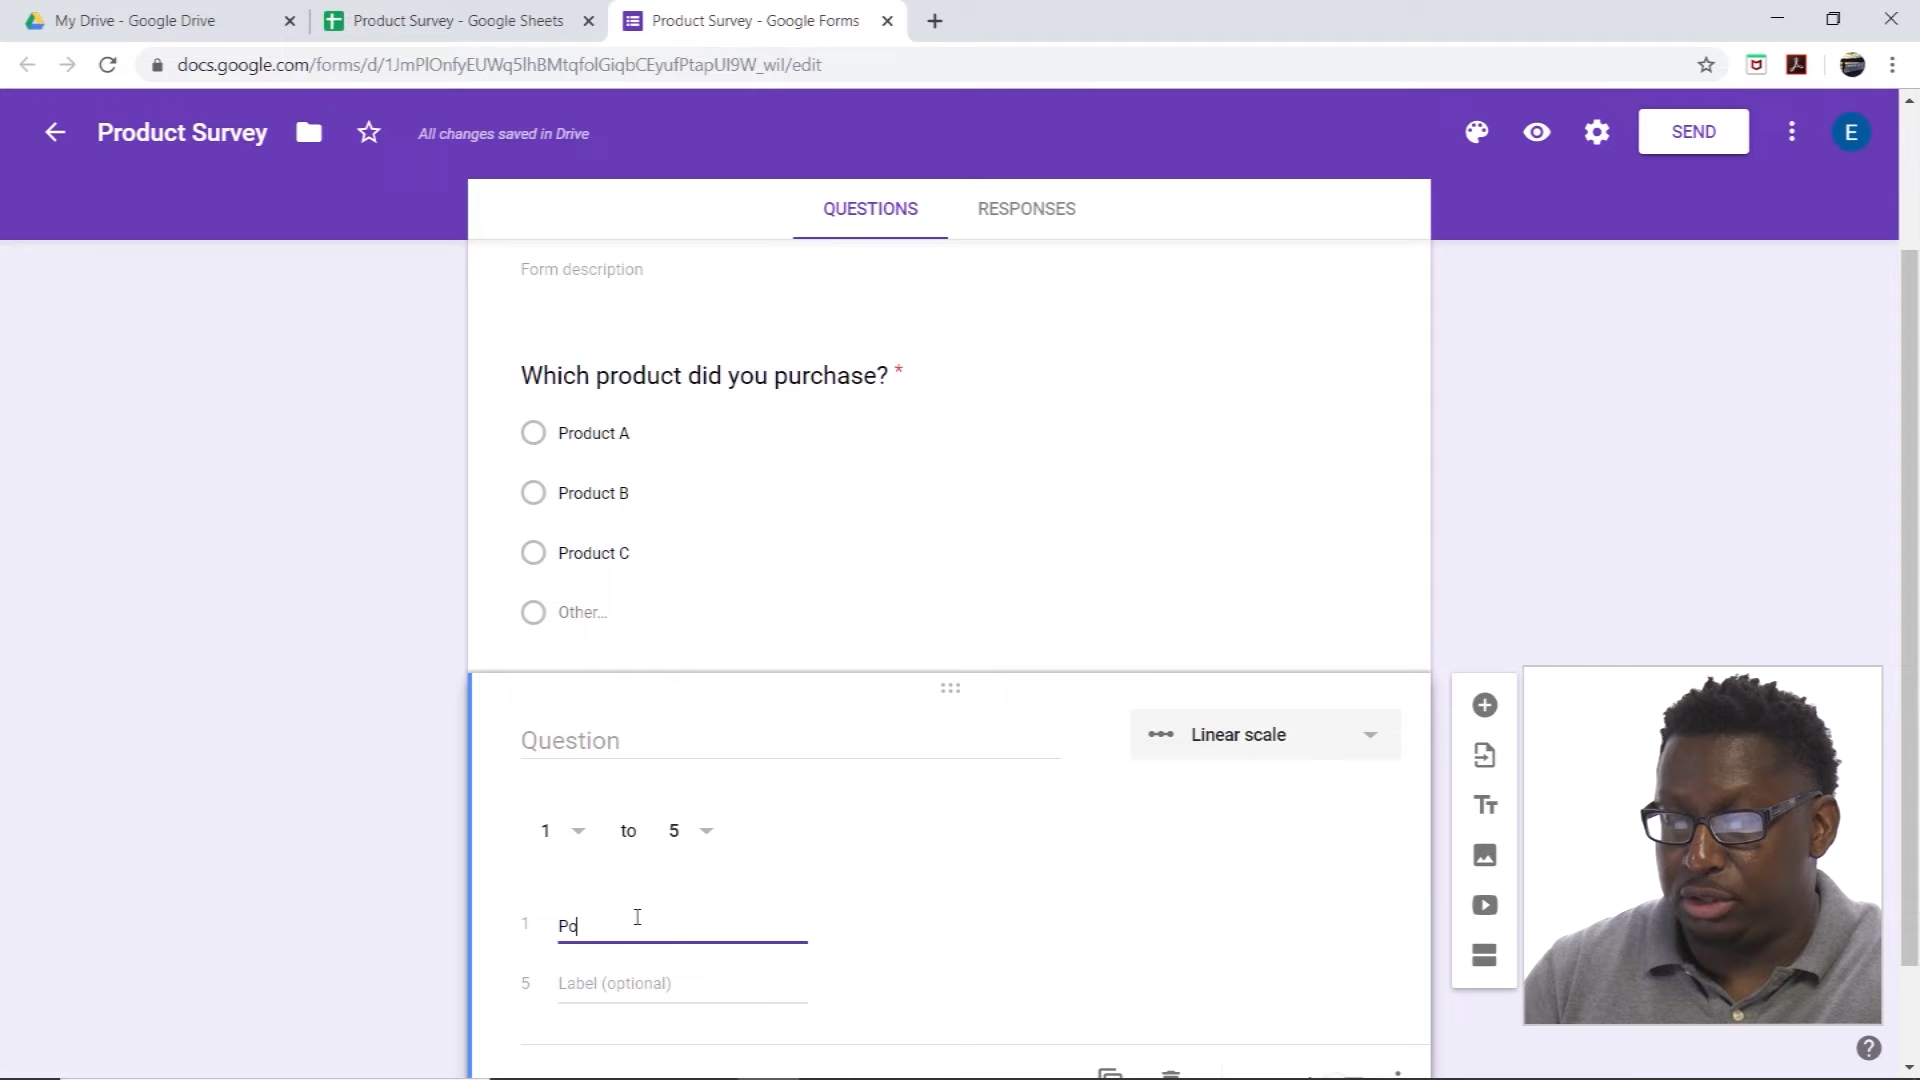 My Drive - Google Drive
Product Survey - Google Sheets
Product Survey - Google Forms
docs.google.com/forms/d/1JmPlOnfyEUWq5lhBMtqfolGiqbCEyufPtapUI9W_wiI/edit
Product Survey
All changes saved in Drive
SEND
E
QUESTIONS
RESPONSES
Form description
Which product did you purchase? *
Product A
Product B
Product C
Other...
Question
Linear scale
1 to 5
1 Po
5 Label (optional)